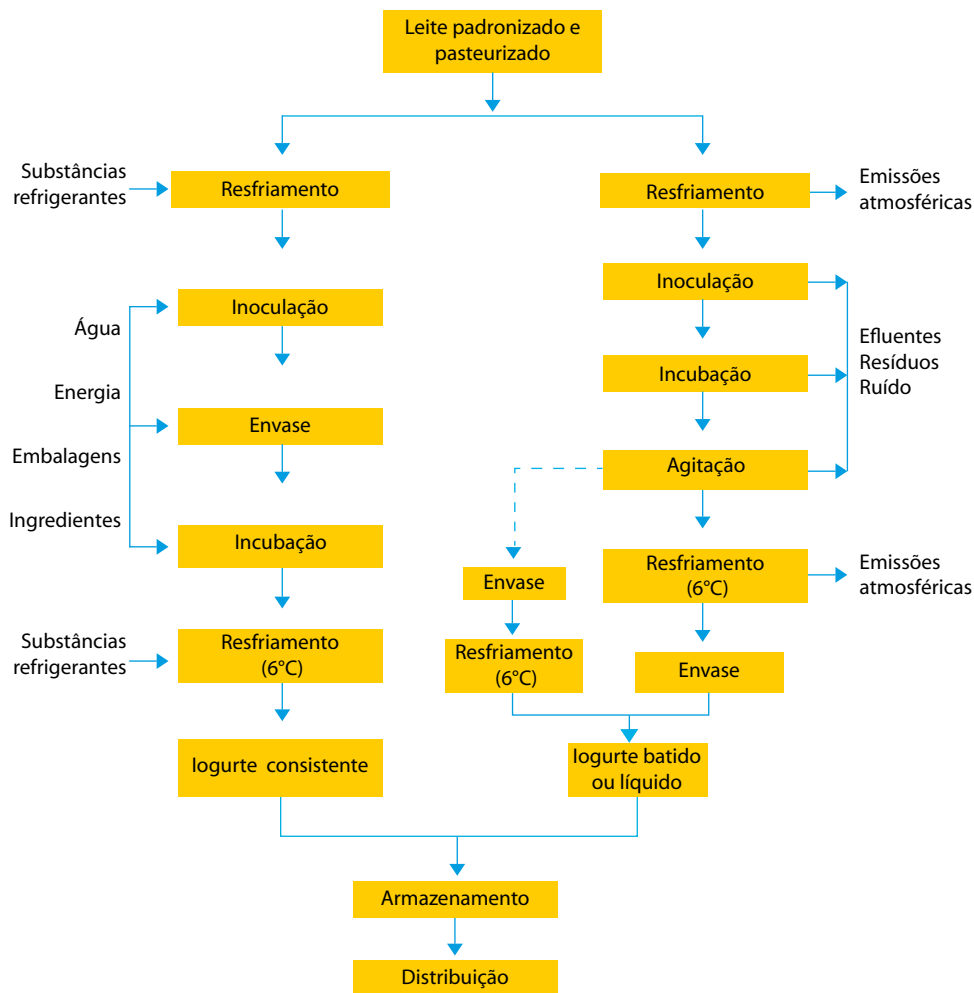 Leite padronizado e
pasteurizado
Substâncias
refrigerantes
Resfriamento
Resfriamento
Emissões
atmosféricas
Inoculação
Inoculação
Água
Energia
Embalagens
Ingredientes
Efluentes
Resíduos
Ruído
Incubação
Envase
Agitação
Incubação
Envase
Resfriamento
(6°C)
Emissões
atmosféricas
Substâncias
refrigerantes
Resfriamento
(6°C)
Resfriamento
(6°C)
Envase
Iogurte consistente
Iogurte batido
ou líquido
Armazenamento
Distribuição